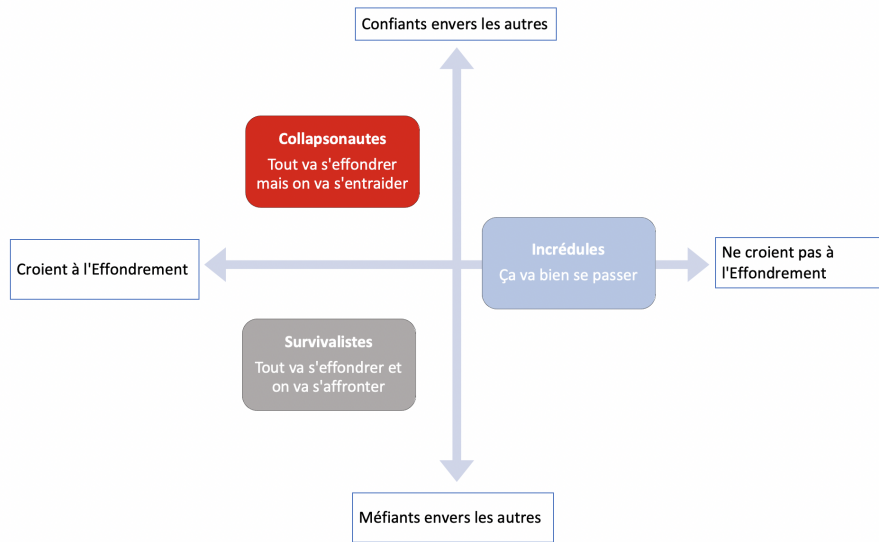 Confiants envers les autres
Collapsonautes
Tout va s'effondrer
mais on va s'entraider
Croient à l'Effondrement
Incrédules
Ça va bien se passer
Ne croient pas à
l'Effondrement
Survivalistes
Tout va s'effondrer et
on va s'affronter
Méfiants envers les autres